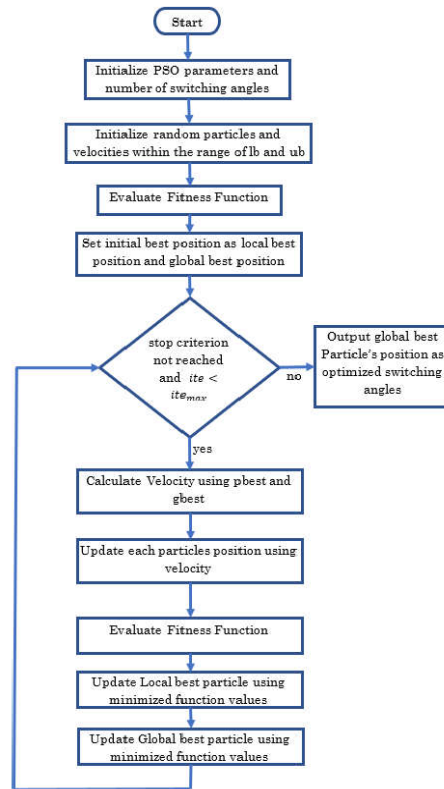 Start
Initialize PSO parameters and
number of switching angles
Initialize random particles and
velocities within the range of lb and ub
Evaluate Fitness Function
Set initial best position as local best
position and global best position
stop criterion
not reached
and ite <
ite_max
no
Output global best
Particle's position as
optimized switching
angles
yes
Calculate Velocity using pbest and
gbest
Update each particles position using
velocity
Evaluate Fitness Function
Update Local best particle using
minimized function values
Update Global best particle using
minimized function values